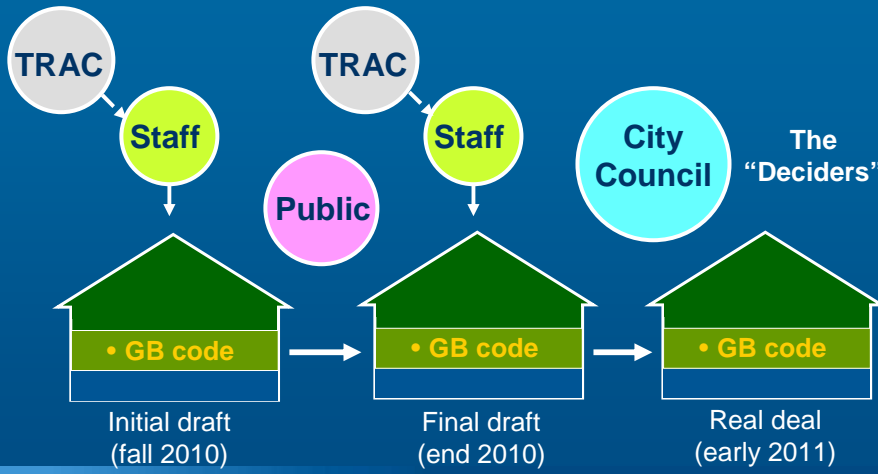 TRAC
TRAC
Staff
Staff
City
Council
The
“Deciders”
Public
• GB code
• GB code
• GB code
Initial draft
(fall 2010)
Final draft
(end 2010)
Real deal
(early 2011)